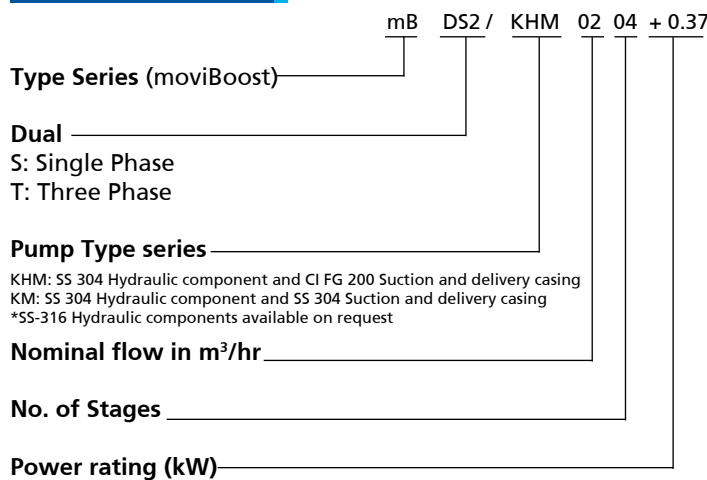 mB DS2 / KHM 02 04 + 0.37
Type Series (moviBoost)
Dual
S: Single Phase
T: Three Phase
Pump Type series
KHM: SS 304 Hydraulic component and CI FG 200 Suction and delivery casing
KM: SS 304 Hydraulic component and SS 304 Suction and delivery casing
*SS-316 Hydraulic components available on request
Nominal flow in m³/hr
No. of Stages
Power rating (kW)